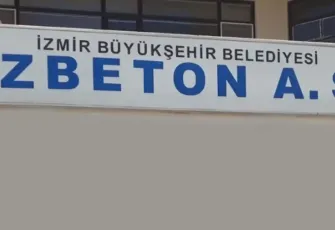 İZMİR BÜYÜKŞEHİR BELEDİYESİ
ZBETON A.Ş